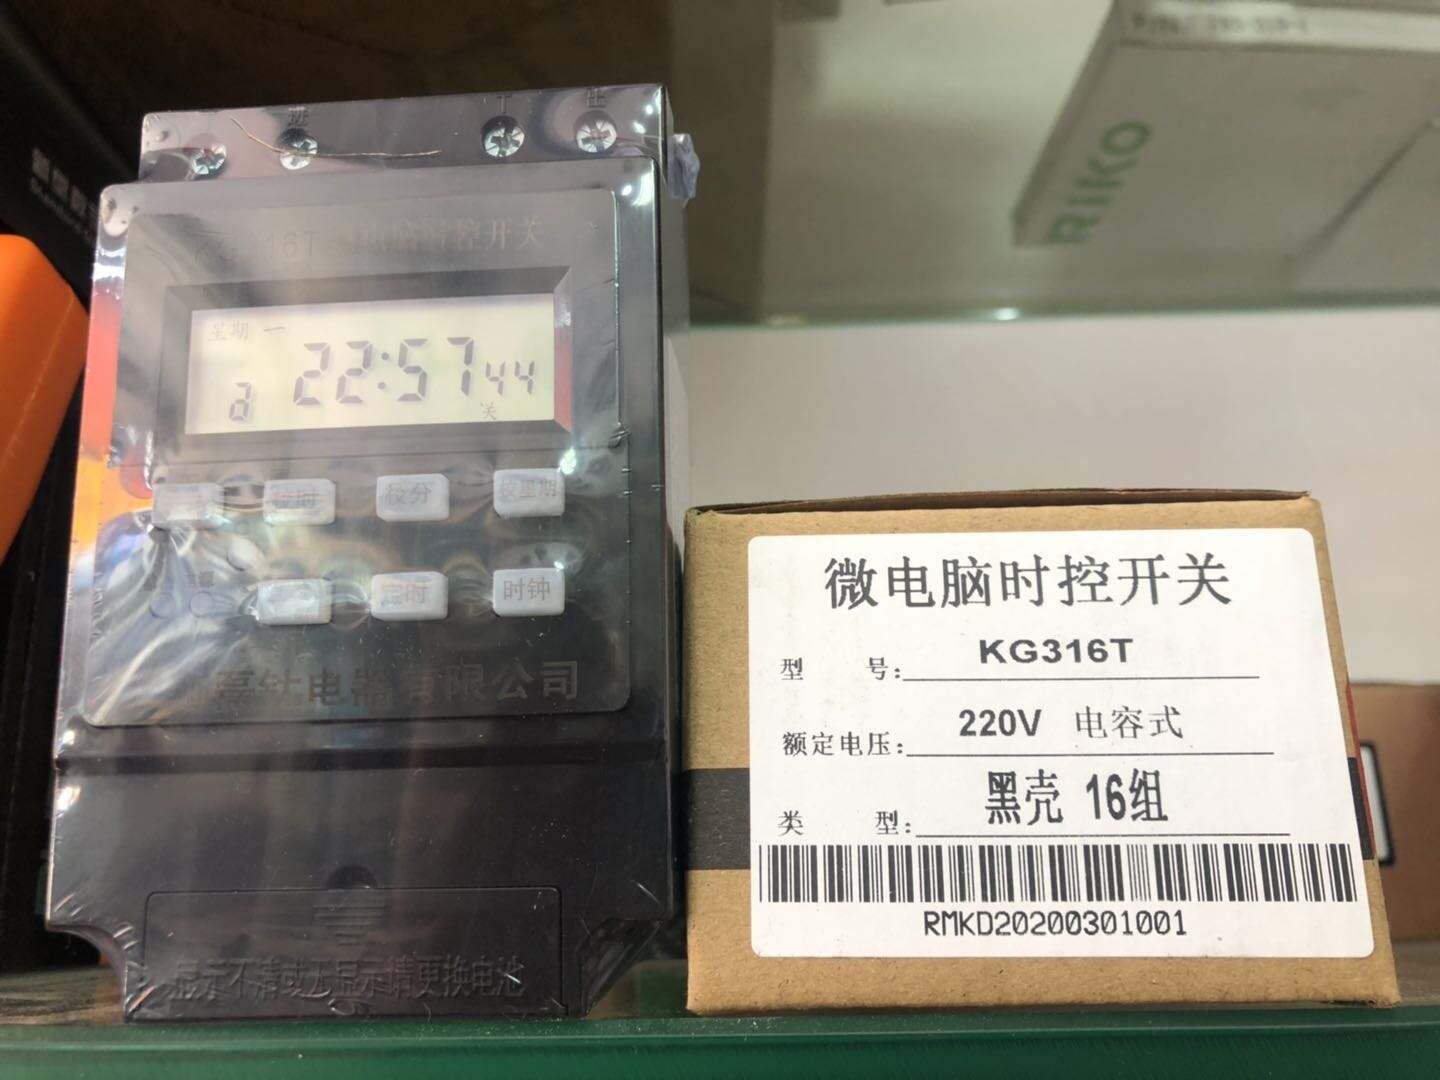 RIKO
16T 电脑时控开关
星期 一
22:57 44
a
关
校时 校分 校星期
定时 时钟
电器有限公司
显示不清或无显示请更换电池
微电脑时控开关
型 号: KG316T
额定电压: 220V 电容式
类 型: 黑壳 16组
RMKD20200301001